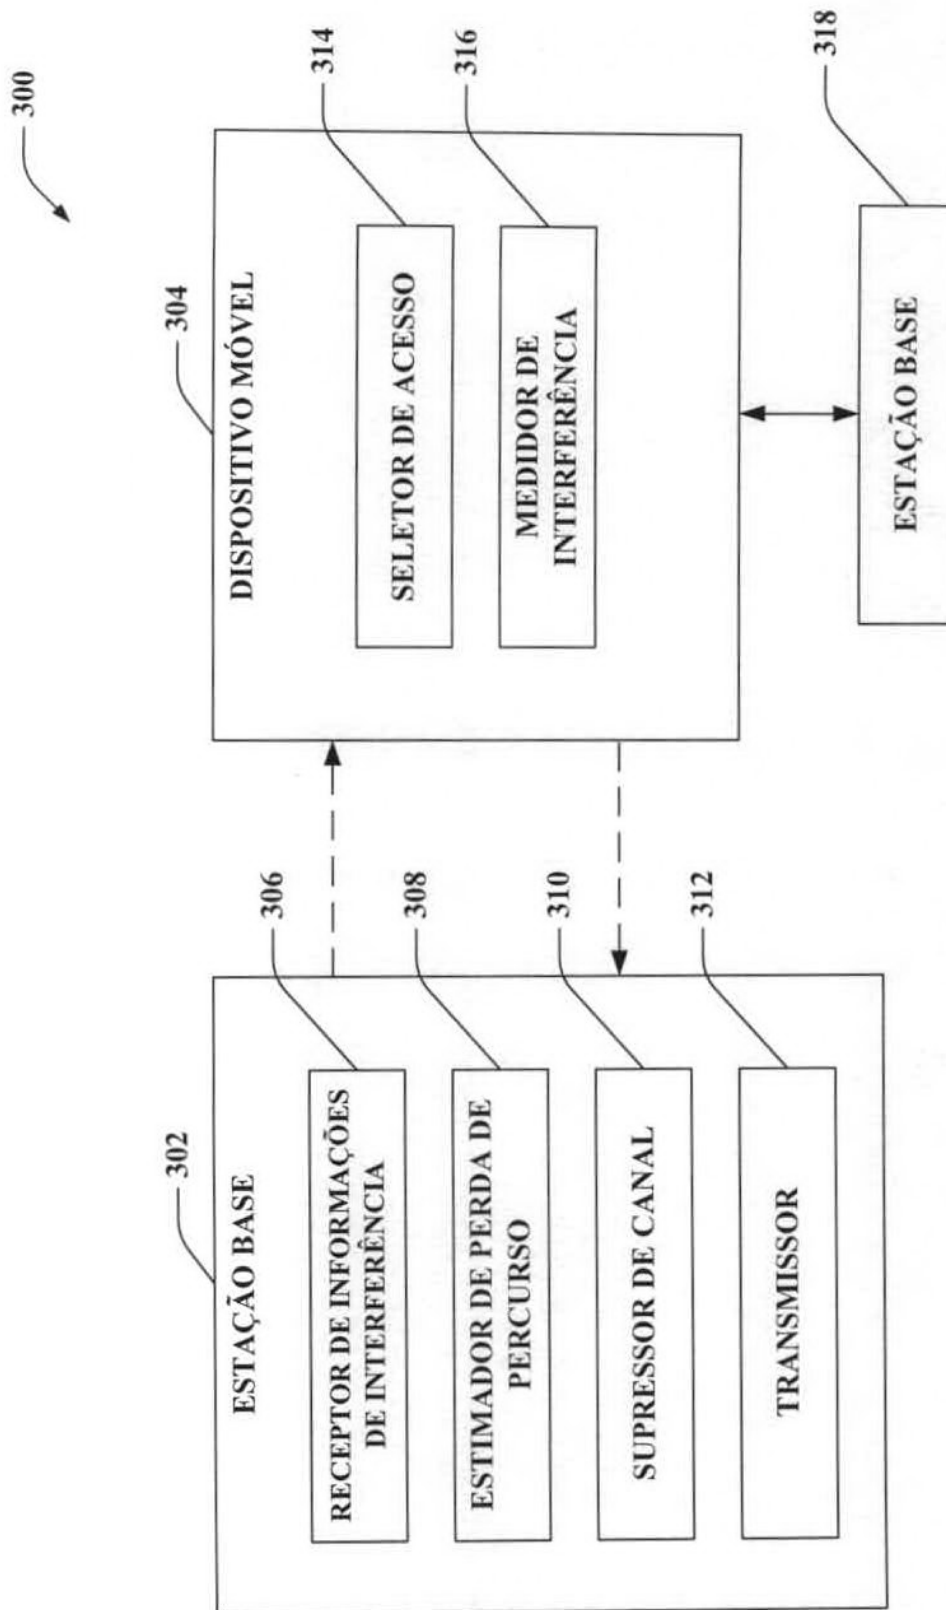 300
302
ESTAÇÃO BASE
306
RECEPTOR DE INFORMAÇÕES
DE INTERFERÊNCIA
308
ESTIMADOR DE PERDA DE
PERCURSO
310
SUPRESSOR DE CANAL
312
TRANSMISSOR
304
DISPOSITIVO MÓVEL
314
SELETOR DE ACESSO
316
MEDIDOR DE
INTERFERÊNCIA
318
ESTAÇÃO BASE